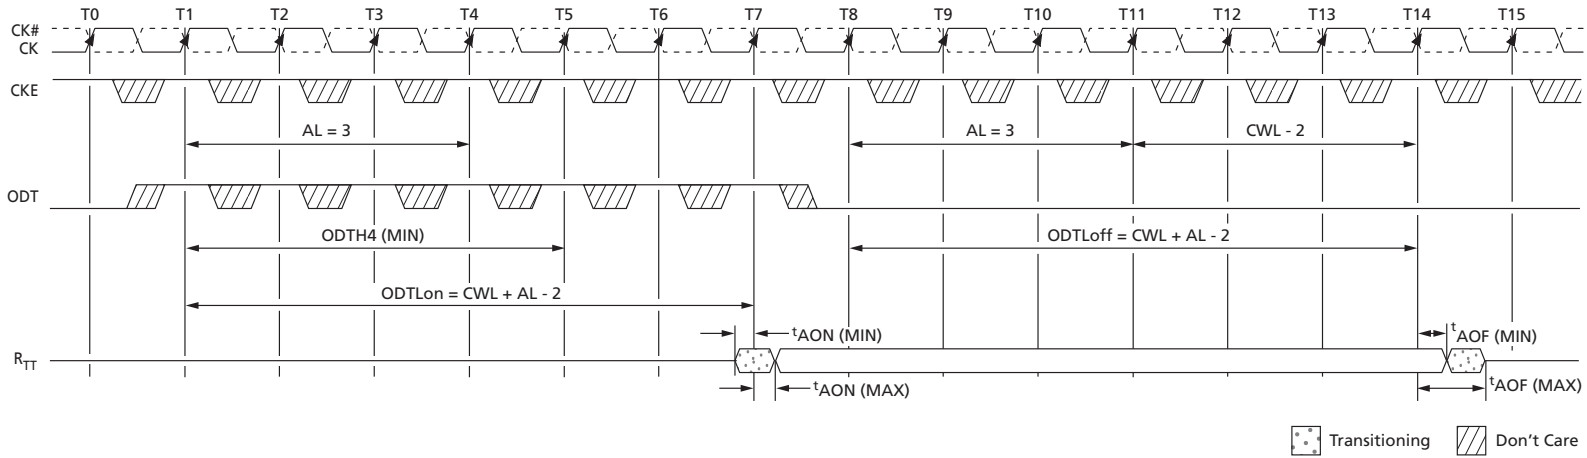 T0 T1 T2 T3 T4 T5 T6 T7 T8 T9 T10 T11 T12 T13 T14 T15
CK#
CK
CKE
AL = 3 AL = 3 CWL - 2
ODT
ODTH4 (MIN) ODTLoff = CWL + AL - 2
ODTLon = CWL + AL - 2
tAON (MIN) tAOF (MIN)
RTT
tAON (MAX) tAOF (MAX)
Transitioning Don't Care